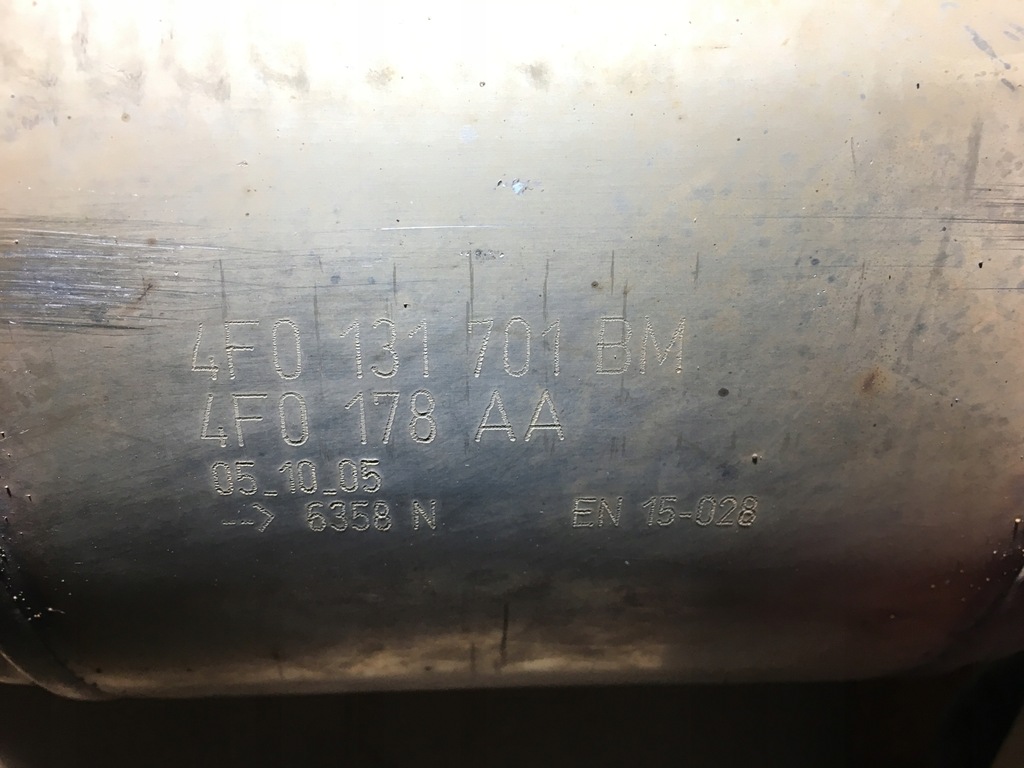 4F0 131 701 BM
4F0 178 AA
05_10_05
--> 6358 N EN 15-028